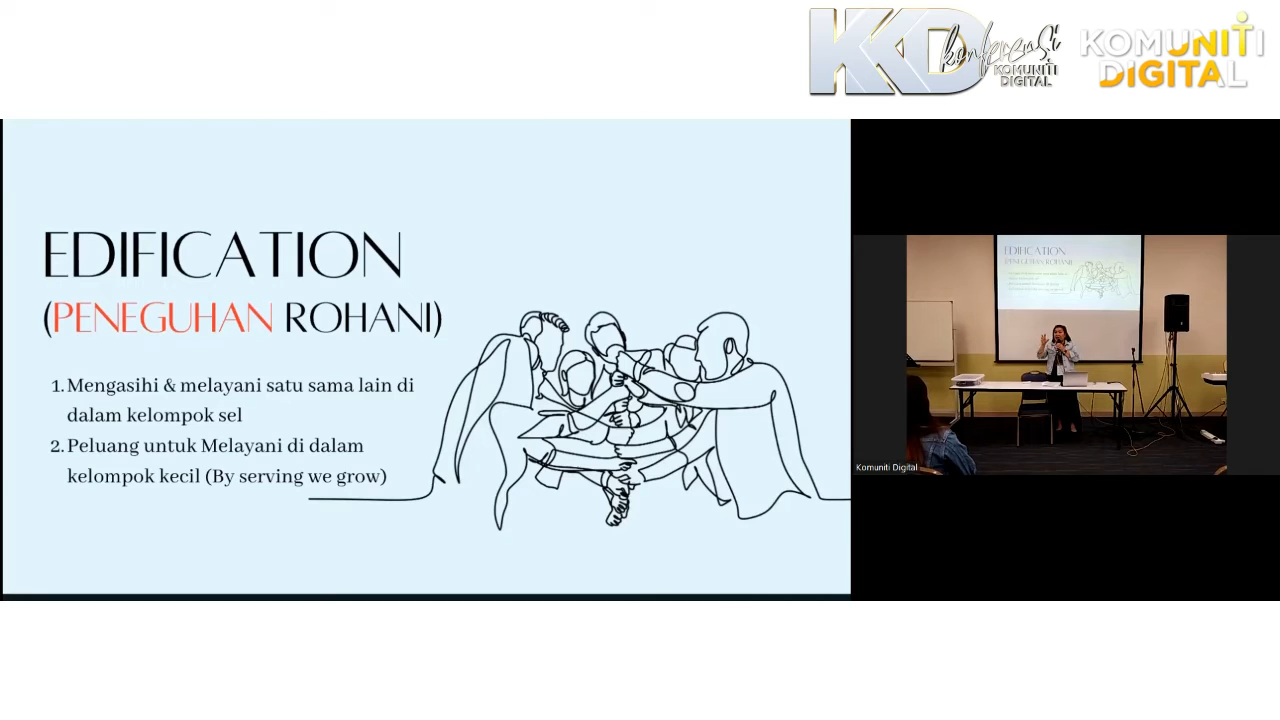 KD konferensi
KOMUNITI
DIGITAL
KOMUNITI
DIGITAL
EDIFICATION
(PENEGUHAN ROHANI)
1. Mengasihi & melayani satu sama lain di
dalam kelompok sel
2. Peluang untuk Melayani di dalam
kelompok kecil (By serving we grow)
EDIFICATION
(PENEGUHAN ROHANI)
Komuniti Digital